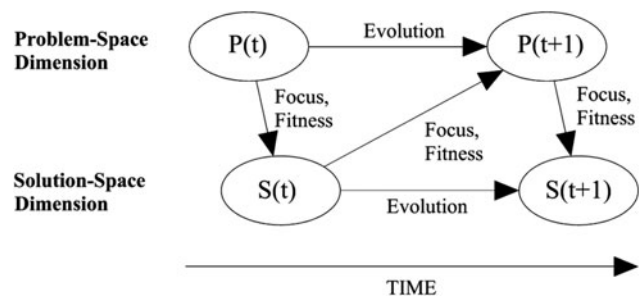 Problem-Space
Dimension
P(t)
Evolution
P(t+1)
Focus,
Fitness
Focus,
Fitness
Focus,
Fitness
Solution-Space
Dimension
S(t)
Evolution
S(t+1)
TIME